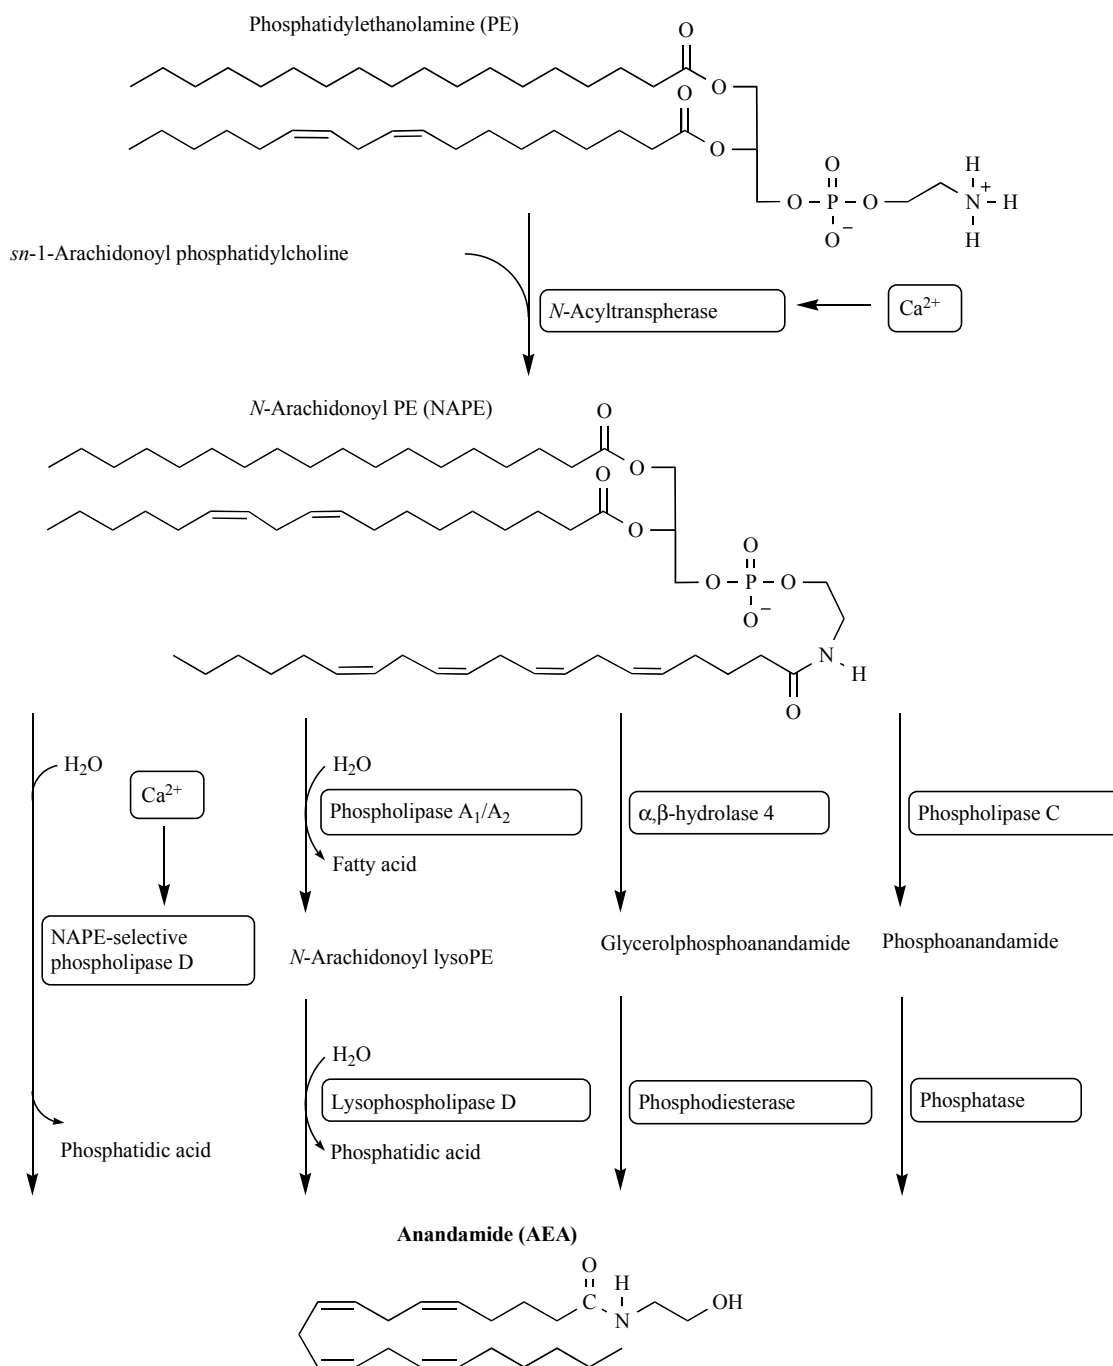 Phosphatidylethanolamine (PE)
O
O
O
O
O
P
O
O
O−
H
N+
H
H
sn-1-Arachidonoyl phosphatidylcholine
N-Acyltranspherase
Ca2+
N-Arachidonoyl PE (NAPE)
O
O
O
O
O
P
O
O
O−
N
H
O
H2O
Ca2+
NAPE-selective
phospholipase D
Phosphatidic acid
H2O
Phospholipase A1/A2
Fatty acid
N-Arachidonoyl lysoPE
H2O
Lysophospholipase D
Phosphatidic acid
α,β-hydrolase 4
Glycerolphosphoanandamide
Phosphodiesterase
Phospholipase C
Phosphoanandamide
Phosphatase
Anandamide (AEA)
O
C
H
N
OH